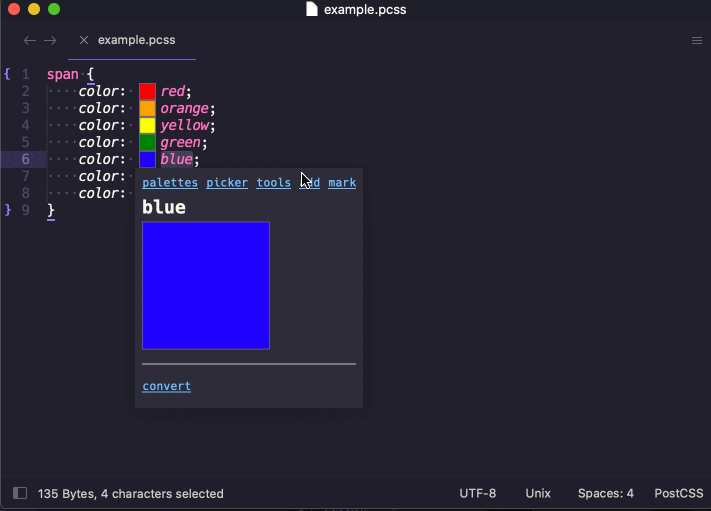 example.pcss
example.pcss
{ 1 span {
2 color: red;
3 color: orange;
4 color: yellow;
5 color: green;
6 color: blue;
7 color:
8 color:
} 9 }
palettes picker tools mark
blue
convert
135 Bytes, 4 characters selected UTF-8 Unix Spaces: 4 PostCSS